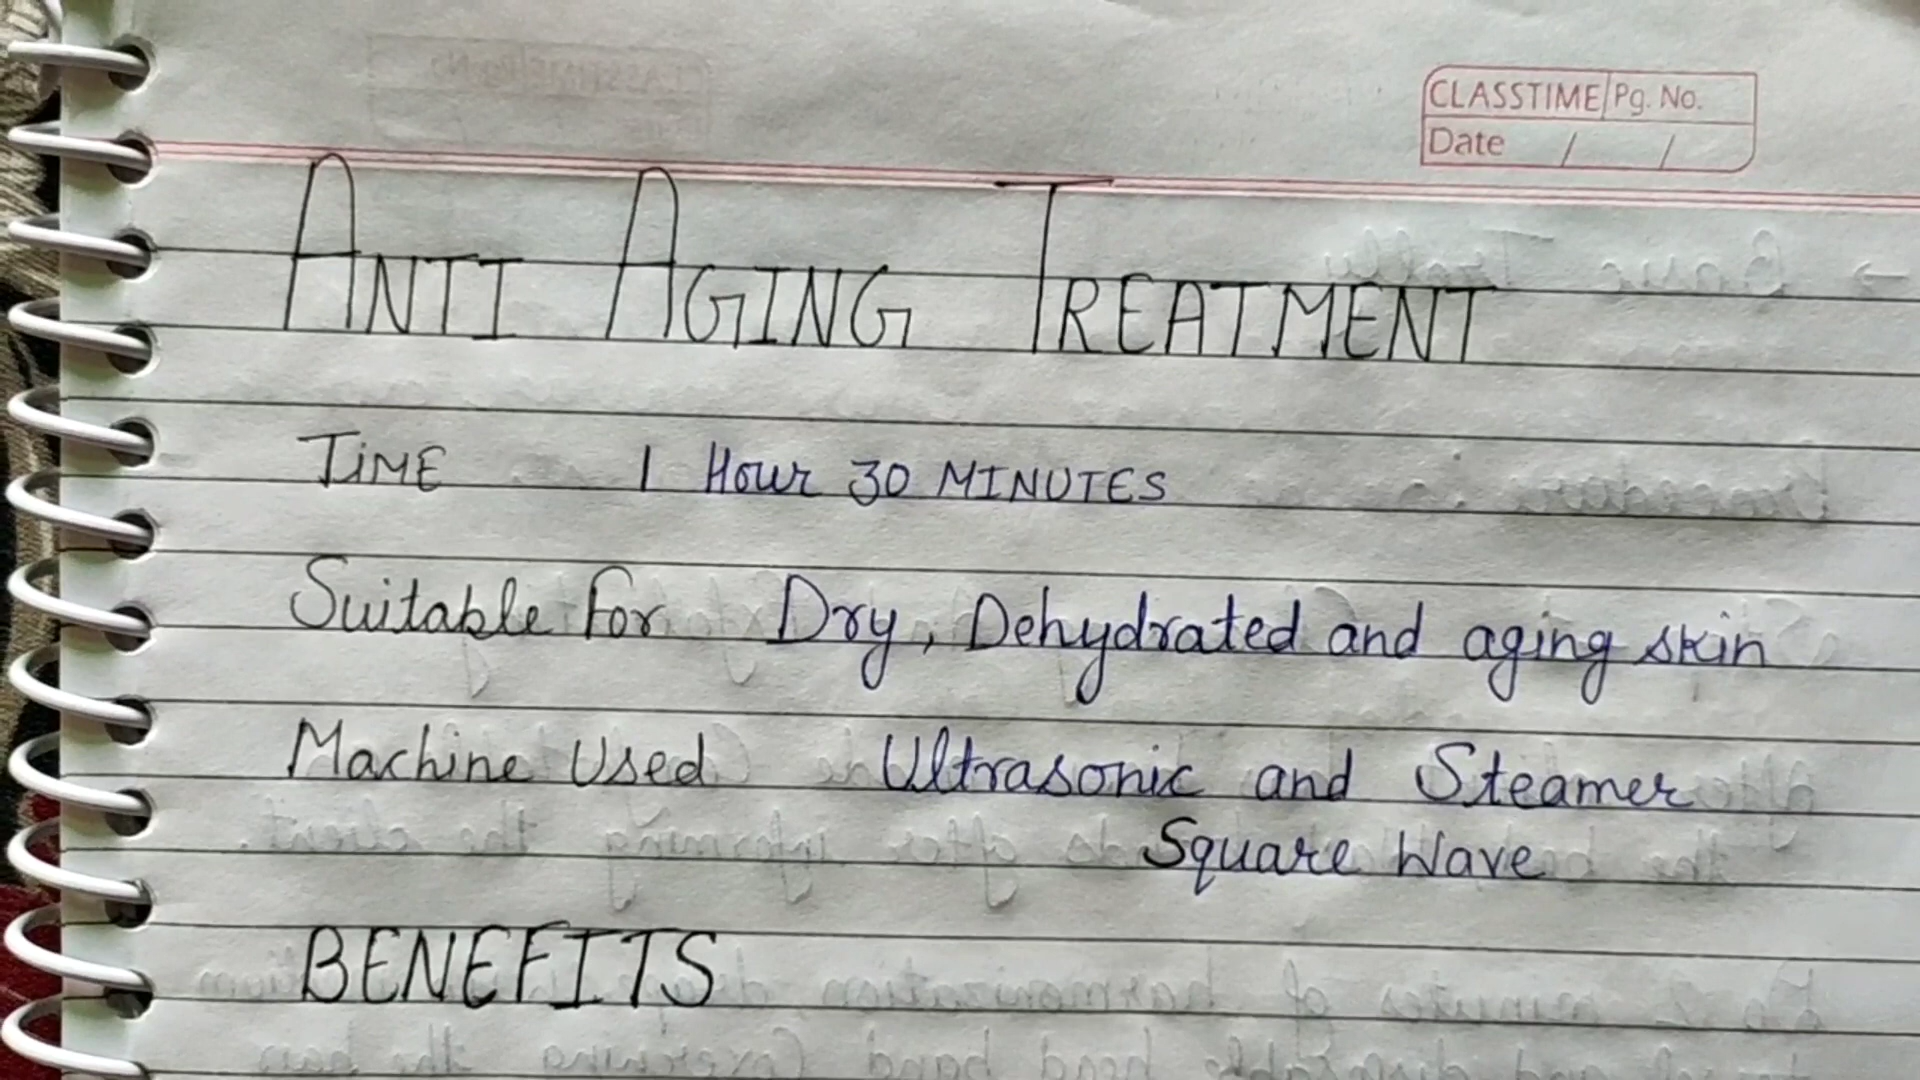 CLASSTIME Pg. No.
Date / /
ANTI AGING TREATMENT
TIME 1 Hour 30 MINUTES
Suitable For Dry, Dehydrated and aging skin
Machine Used Ultrasonic and Steamer
Square Wave
BENEFITS